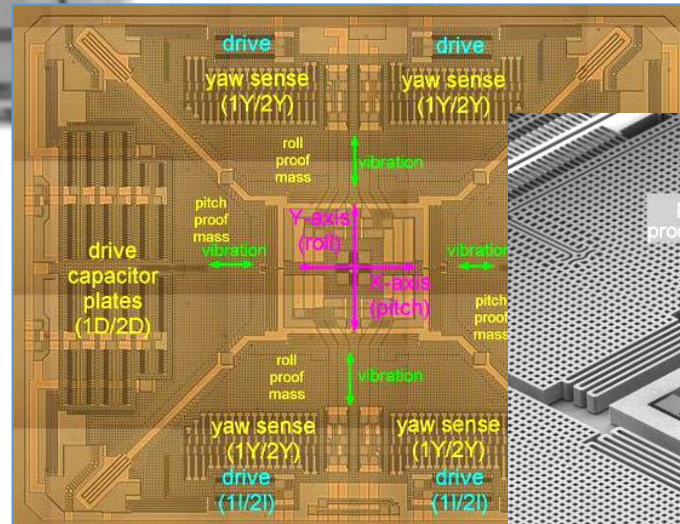 drive
drive
yaw sense
(1Y/2Y)
yaw sense
(1Y/2Y)
roll
proof
mass
vibration
pitch
proof
mass
vibration
Y-axis
(roll)
X-axis
(pitch)
vibration
drive
capacitor
plates
(1D/2D)
pitch
proof
mass
roll
proof
mass
vibration
yaw sense
(1Y/2Y)
yaw sense
(1Y/2Y)
drive
(1I/2I)
drive
(1I/2I)